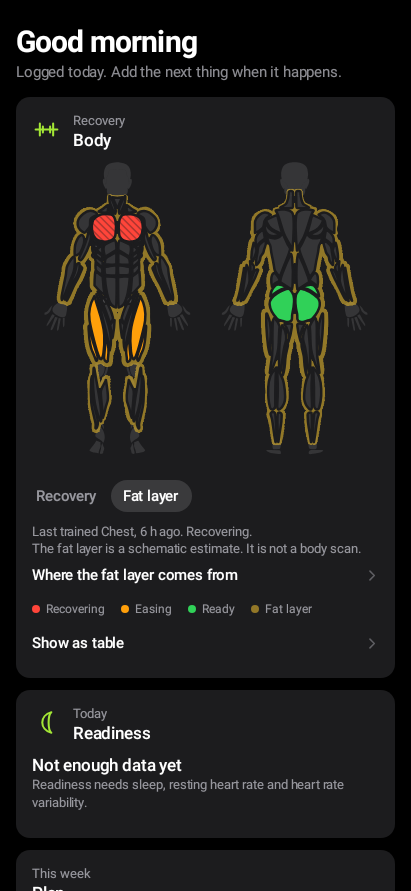 Good morning
Logged today. Add the next thing when it happens.
Recovery
Body
Recovery
Fat layer
Last trained Chest, 6 h ago. Recovering.
The fat layer is a schematic estimate. It is not a body scan.
Where the fat layer comes from
Recovering
Easing
Ready
Fat layer
Show as table
Today
Readiness
Not enough data yet
Readiness needs sleep, resting heart rate and heart rate
variability.
This week